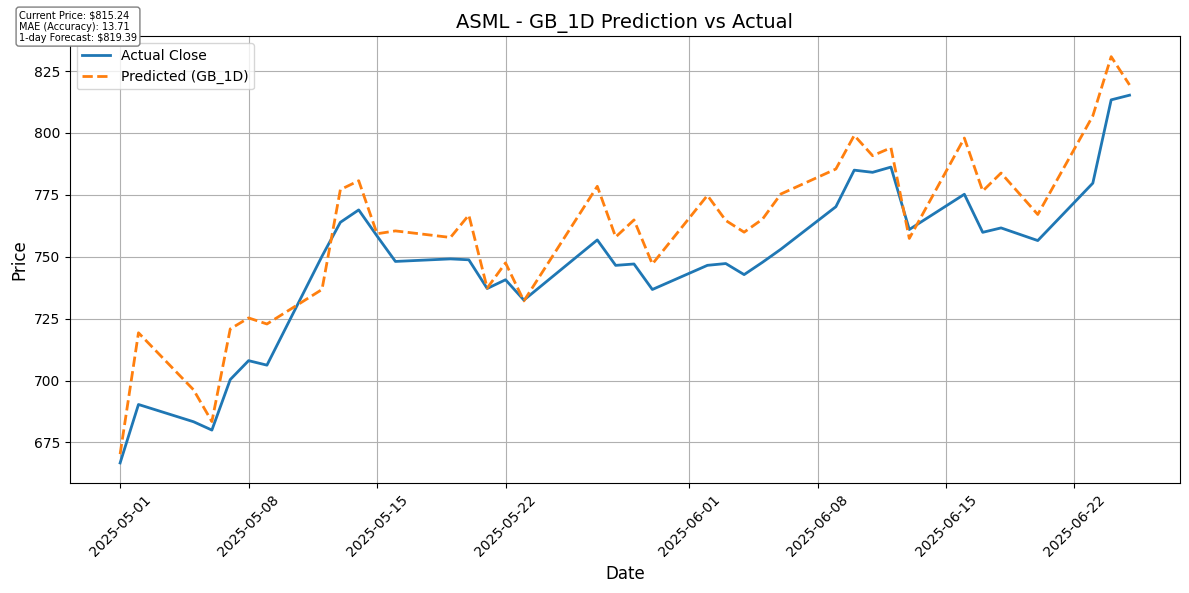 Current Price: $815.24
MAE (Accuracy): 13.71
1-day Forecast: $819.39
ASML - GB_1D Prediction vs Actual
Actual Close
Predicted (GB_1D)
Price
825
800
775
750
725
700
675
2025-05-01
2025-05-08
2025-05-15
2025-05-22
2025-06-01
2025-06-08
2025-06-15
2025-06-22
Date